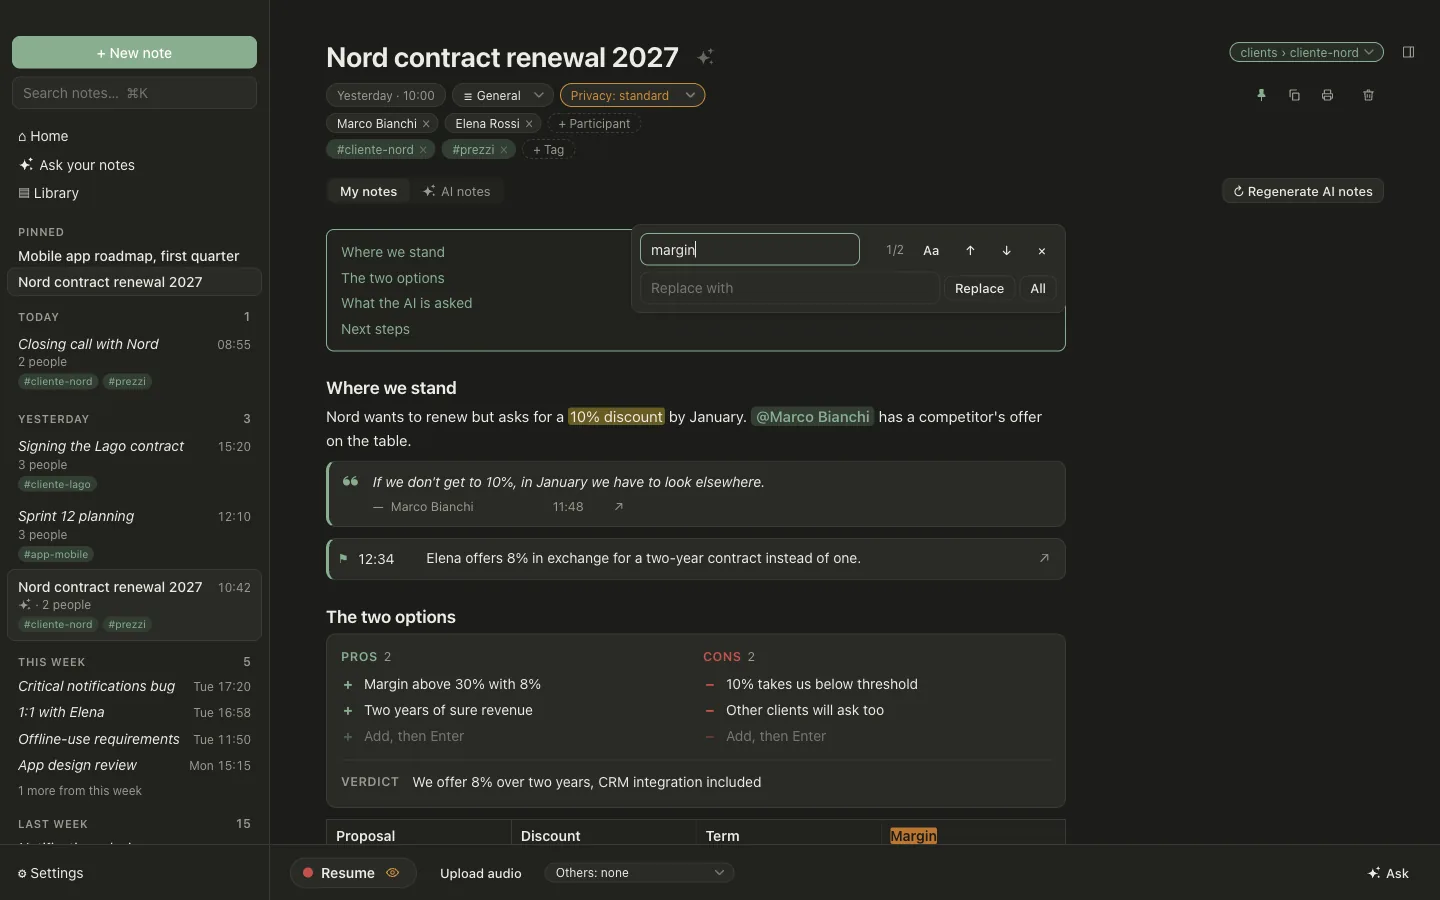 + New note
Search notes... ⌘K
Home
Ask your notes
Library
PINNED
Mobile app roadmap, first quarter
Nord contract renewal 2027
TODAY 1
Closing call with Nord 08:55
2 people
#cliente-nord #prezzi
YESTERDAY 3
Signing the Lago contract 15:20
3 people
#cliente-lago
Sprint 12 planning 12:10
3 people
#app-mobile
Nord contract renewal 2027 10:42
· 2 people
#cliente-nord #prezzi
THIS WEEK 5
Critical notifications bug Tue 17:20
1:1 with Elena Tue 16:58
Offline-use requirements Tue 11:50
App design review Mon 15:15
1 more from this week
LAST WEEK 15
Settings
Nord contract renewal 2027
clients › cliente-nord
Yesterday · 10:00 General Privacy: standard
Marco Bianchi × Elena Rossi × + Participant
#cliente-nord × #prezzi × + Tag
My notes AI notes
Regenerate AI notes
margin 1/2 Aa ↑ ↓ ×
Replace with Replace All
Where we stand
The two options
What the AI is asked
Next steps
Where we stand
Nord wants to renew but asks for a 10% discount by January. @Marco Bianchi has a competitor's offer
on the table.
If we don't get to 10%, in January we have to look elsewhere.
— Marco Bianchi 11:48 ↗
12:34 Elena offers 8% in exchange for a two-year contract instead of one. ↗
The two options
PROS 2 CONS 2
+ Margin above 30% with 8% − 10% takes us below threshold
+ Two years of sure revenue − Other clients will ask too
+ Add, then Enter − Add, then Enter
VERDICT We offer 8% over two years, CRM integration included
Proposal Discount Term Margin
Resume Upload audio Others: none Ask